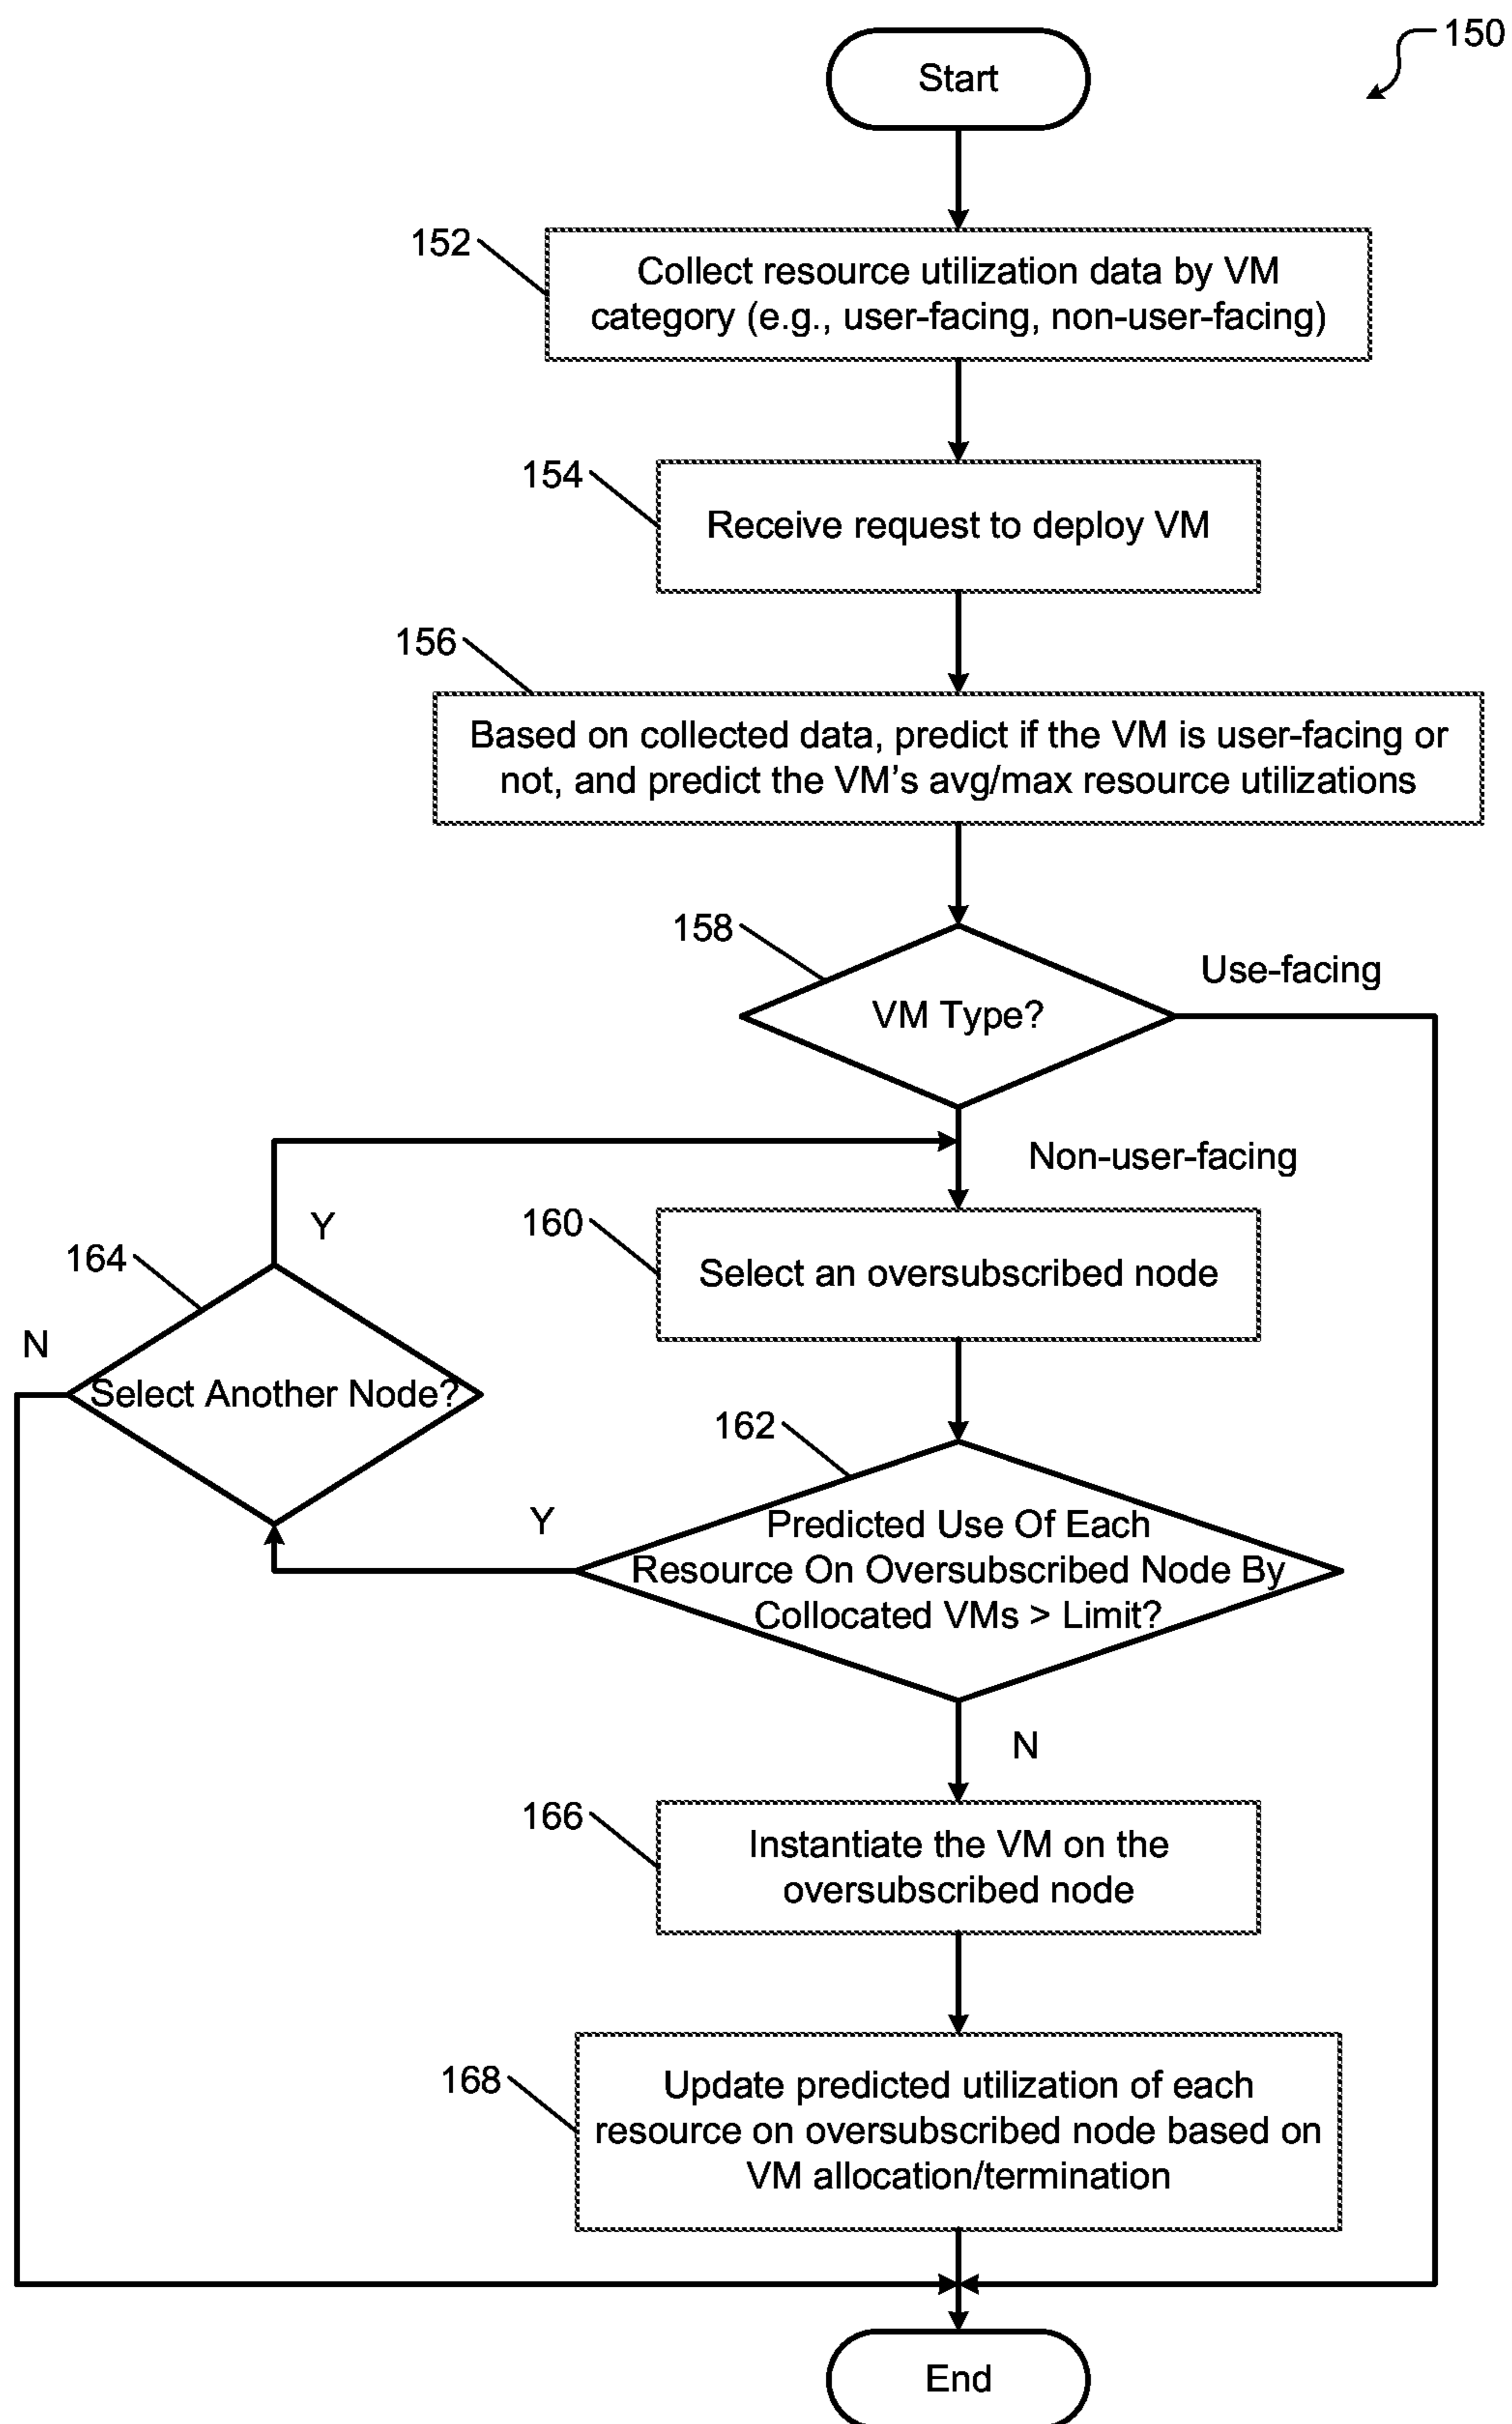 150
Start
152
Collect resource utilization data by VM
category (e.g., user-facing, non-user-facing)
154
Receive request to deploy VM
156
Based on collected data, predict if the VM is user-facing or
not, and predict the VM's avg/max resource utilizations
158
Use-facing
VM Type?
Non-user-facing
160
Y
164
Select an oversubscribed node
N
Select Another Node?
162
Y
Predicted Use Of Each
Resource On Oversubscribed Node By
Collocated VMs > Limit?
N
166
Instantiate the VM on the
oversubscribed node
168
Update predicted utilization of each
resource on oversubscribed node based on
VM allocation/termination
End